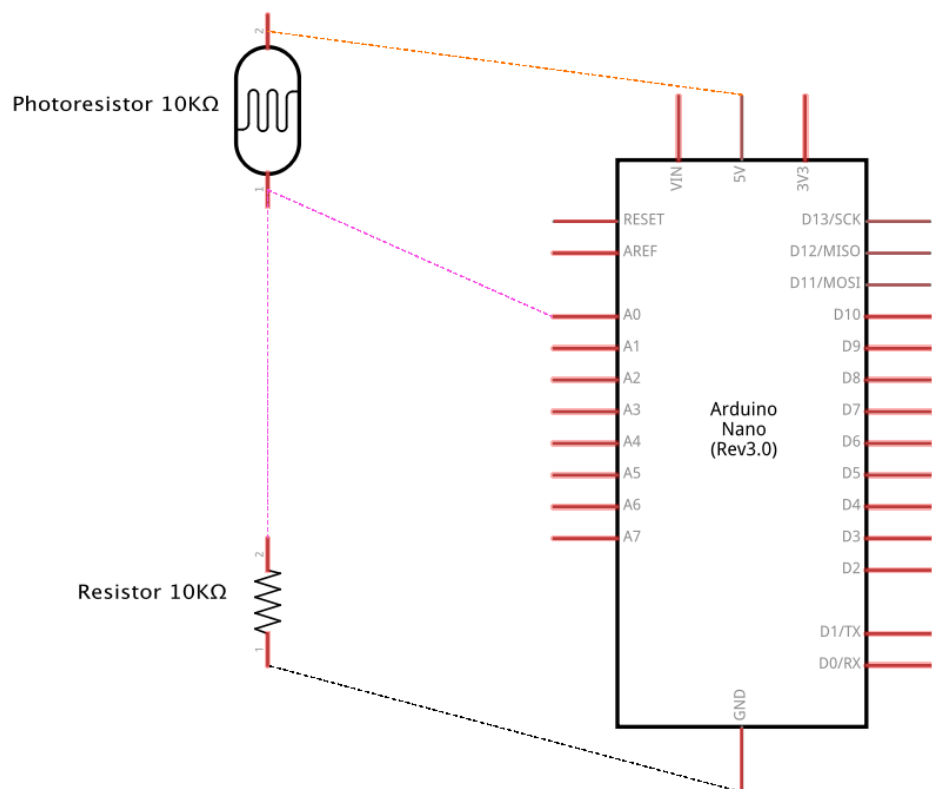 2
Photoresistor 10KΩ
1
VIN
5V
3V3
RESET
D13/SCK
AREF
D12/MISO
D11/MOSI
A0
D10
A1
D9
A2
D8
A3
D7
Arduino
Nano
(Rev3.0)
A4
D6
A5
D5
A6
D4
A7
D3
2
D2
Resistor 10KΩ
1
D1/TX
D0/RX
GND